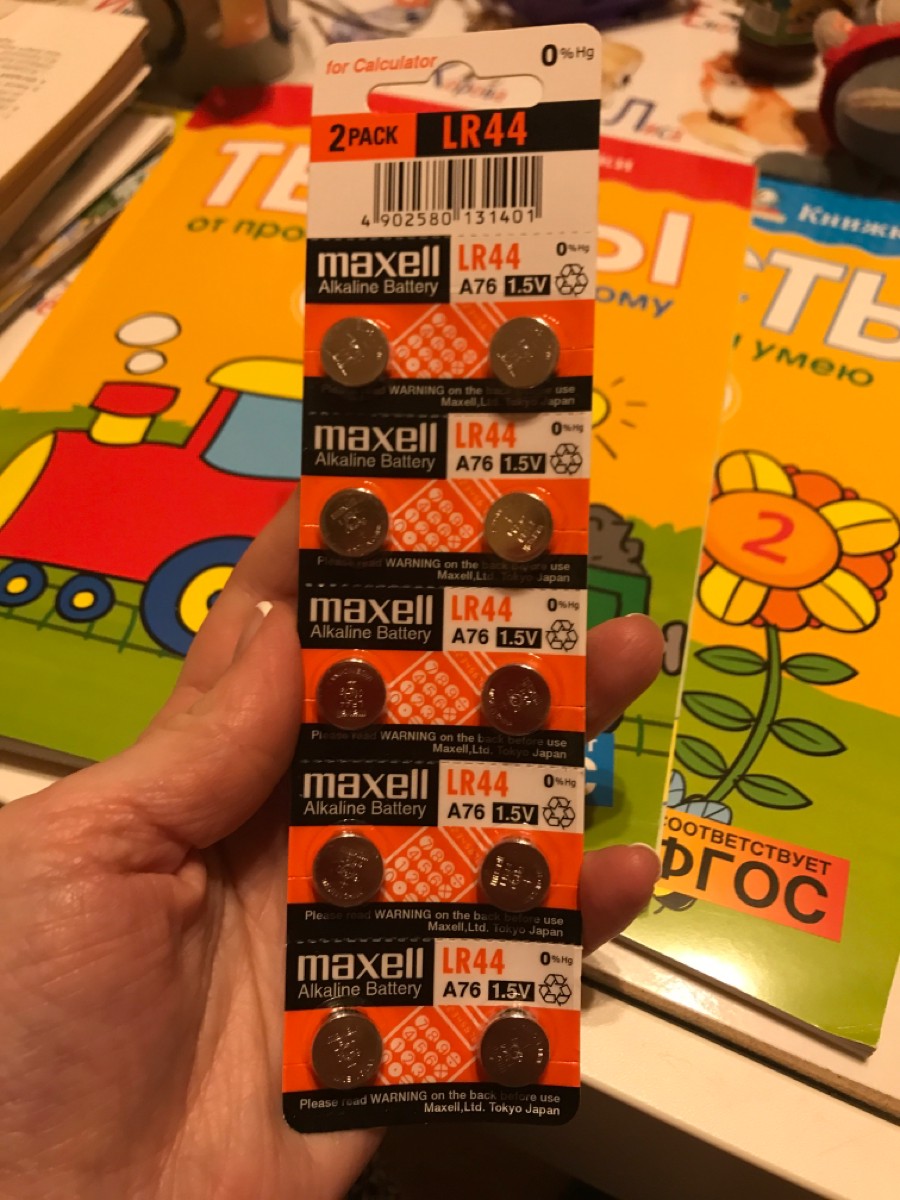 for Calculator
0%Hg
2PACK LR44
4 902580 131401
maxell LR44 0%Hg
Alkaline Battery A76 1.5V
Please read WARNING on the back before use
Maxell,Ltd. Tokyo Japan
maxell LR44 0%Hg
Alkaline Battery A76 1.5V
Please read WARNING on the back before use
Maxell,Ltd. Tokyo Japan
maxell LR44 0%Hg
Alkaline Battery A76 1.5V
Please read WARNING on the back before use
Maxell,Ltd. Tokyo Japan
maxell LR44 0%Hg
Alkaline Battery A76 1.5V
Please read WARNING on the back before use
Maxell,Ltd. Tokyo Japan
maxell LR44 0%Hg
Alkaline Battery A76 1.5V
Please read WARNING on the back before use
Maxell,Ltd. Tokyo Japan
от про
ому
Книжк
умею
2
СООТВЕТСТВУЕТ
ФГОС